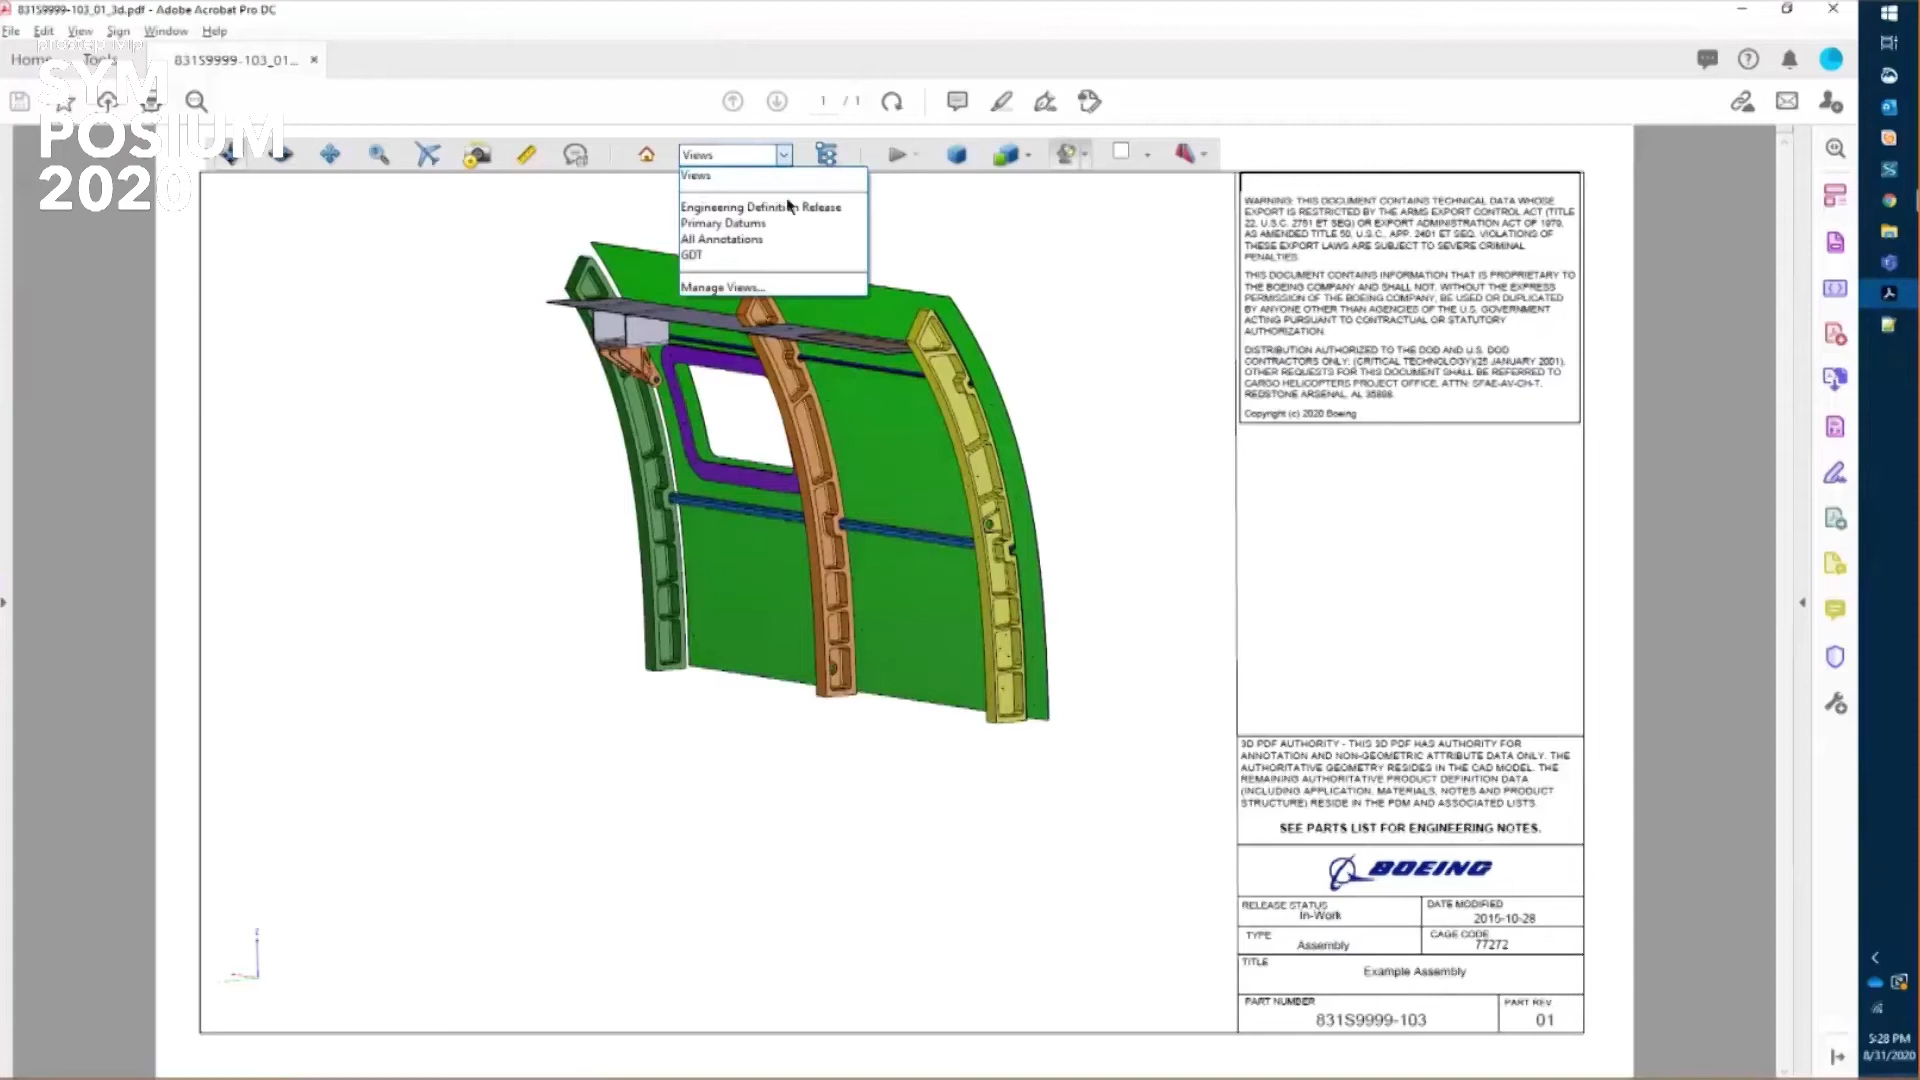 831S9999-103_01_3d.pdf - Adobe Acrobat Pro DC
File Edit View Sign Window Help
prostep ivip
SYM
POSIUM
2020
Home Tools 831S9999-103_01... ×
1 / 1
Views
Views
Engineering Definition Release
Primary Datums
All Annotations
GDT
Manage Views...
WARNING: THIS DOCUMENT CONTAINS TECHNICAL DATA WHOSE
EXPORT IS RESTRICTED BY THE ARMS EXPORT CONTROL ACT (TITLE
22, U.S.C. 2751 ET SEQ) OR EXPORT ADMINISTRATION ACT OF 1979,
AS AMENDED TITLE 50, U.S.C., APP. 2401 ET SEQ. VIOLATIONS OF
THESE EXPORT LAWS ARE SUBJECT TO SEVERE CRIMINAL
PENALTIES.
THIS DOCUMENT CONTAINS INFORMATION THAT IS PROPRIETARY TO
THE BOEING COMPANY AND SHALL NOT, WITHOUT THE EXPRESS
PERMISSION OF THE BOEING COMPANY, BE USED OR DUPLICATED
BY ANYONE OTHER THAN AGENCIES OF THE U.S. GOVERNMENT
ACTING PURSUANT TO CONTRACTUAL OR STATUTORY
AUTHORIZATION.
DISTRIBUTION AUTHORIZED TO THE DOD AND U.S. DOD
CONTRACTORS ONLY: (CRITICAL TECHNOLOGY)(25 JANUARY 2001).
OTHER REQUESTS FOR THIS DOCUMENT SHALL BE REFERRED TO
CARGO HELICOPTERS PROJECT OFFICE, ATTN: SFAE-AV-CH-T,
REDSTONE ARSENAL, AL 35898.
Copyright (c) 2020 Boeing
3D PDF AUTHORITY - THIS 3D PDF HAS AUTHORITY FOR
ANNOTATION AND NON-GEOMETRIC ATTRIBUTE DATA ONLY. THE
AUTHORITATIVE GEOMETRY RESIDES IN THE CAD MODEL. THE
REMAINING AUTHORITATIVE PRODUCT DEFINITION DATA
(INCLUDING APPLICATION, MATERIALS, NOTES AND PRODUCT
STRUCTURE) RESIDE IN THE PDM AND ASSOCIATED LISTS.
SEE PARTS LIST FOR ENGINEERING NOTES.
BOEING
RELEASE STATUS
In-Work
DATE MODIFIED
2015-10-28
TYPE
Assembly
CAGE CODE
77272
TITLE
Example Assembly
PART NUMBER
831S9999-103
PART REV
01
z
5:28 PM
8/31/2020